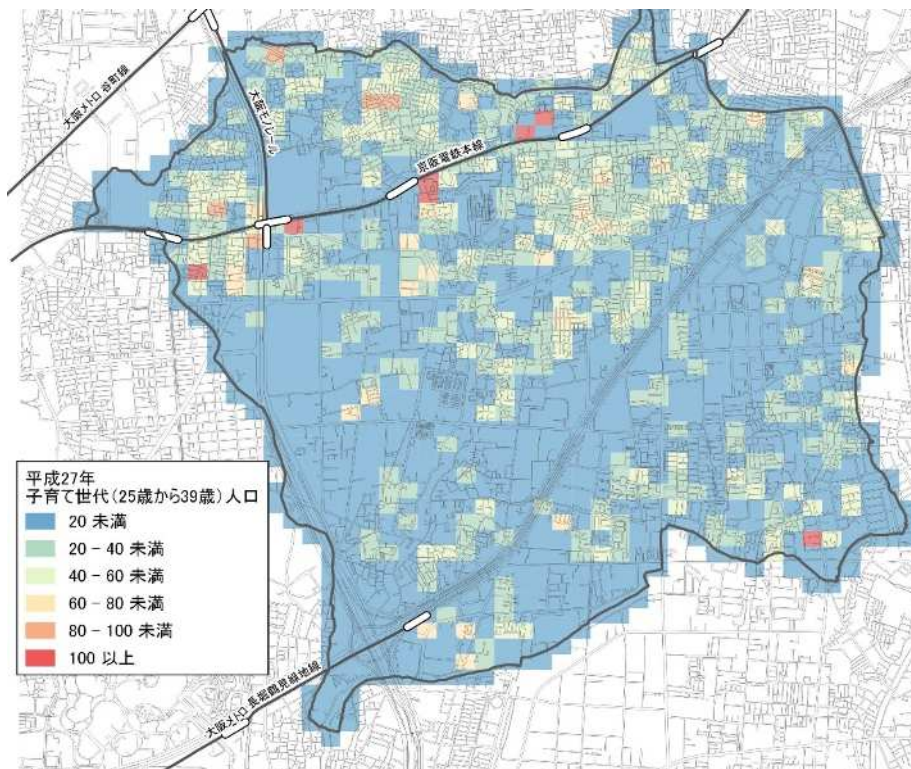 大阪メトロ 谷町線
大阪モノレール
京阪電鉄本線
平成27年
子育て世代(25歳から39歳)人口
20 未満
20 - 40 未満
40 - 60 未満
60 - 80 未満
80 - 100 未満
100 以上
大阪メトロ 長堀鶴見緑地線